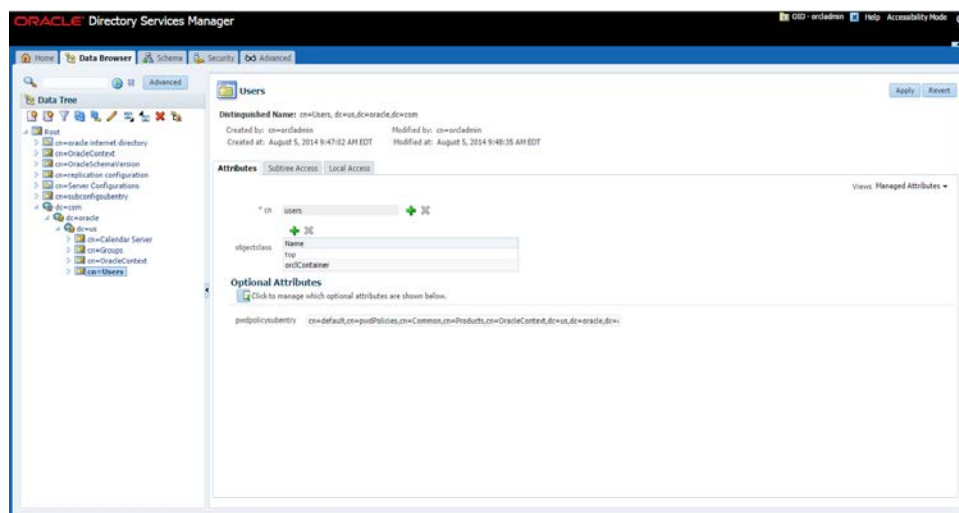 ORACLE Directory Services Manager
OID - orcladmin Help Accessibility Mode
Home Data Browser Schema Security Advanced
Advanced
Data Tree
Root
cn=oracle internet directory
cn=OracleContext
cn=OracleSchemaVersion
cn=replication configuration
cn=Server Configurations
cn=subconfigsubentry
dc=com
dc=oracle
dc=us
cn=Calendar Server
cn=Groups
cn=OracleContext
cn=Users
Users
Apply Revert
Distinguished Name: cn=Users, dc=us,dc=oracle,dc=com
Created by: cn=orcladmin Modified by: cn=orcladmin
Created at: August 5, 2014 9:47:02 AM EDT Modified at: August 5, 2014 9:48:35 AM EDT
Attributes Subtree Access Local Access
Views Managed Attributes
* cn users
objectclass
Name
top
orclContainer
Optional Attributes
Click to manage which optional attributes are shown below.
pwdpolicysubentry cn=default,cn=pwdPolicies,cn=Common,cn=Products,cn=OracleContext,dc=us,dc=oracle,dc=